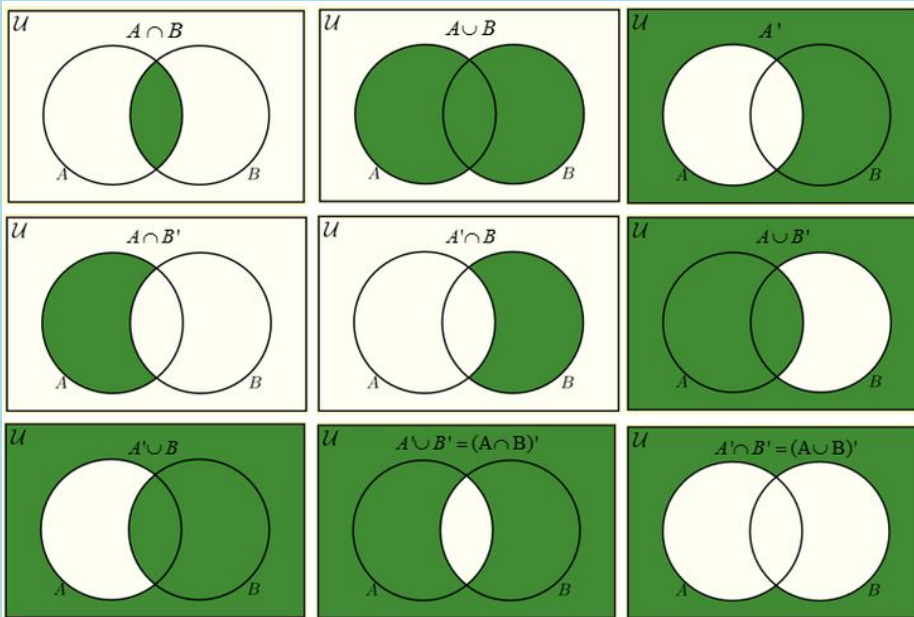 𝒰
A ∩ B
A B
𝒰
A ∪ B
A B
𝒰
A '
A B
𝒰
A ∩ B'
A B
𝒰
A' ∩ B
A B
𝒰
A ∪ B'
A B
𝒰
A' ∪ B
A B
𝒰
A' ∪ B' = (A ∩ B)'
A B
𝒰
A' ∩ B' = (A ∪ B)'
A B